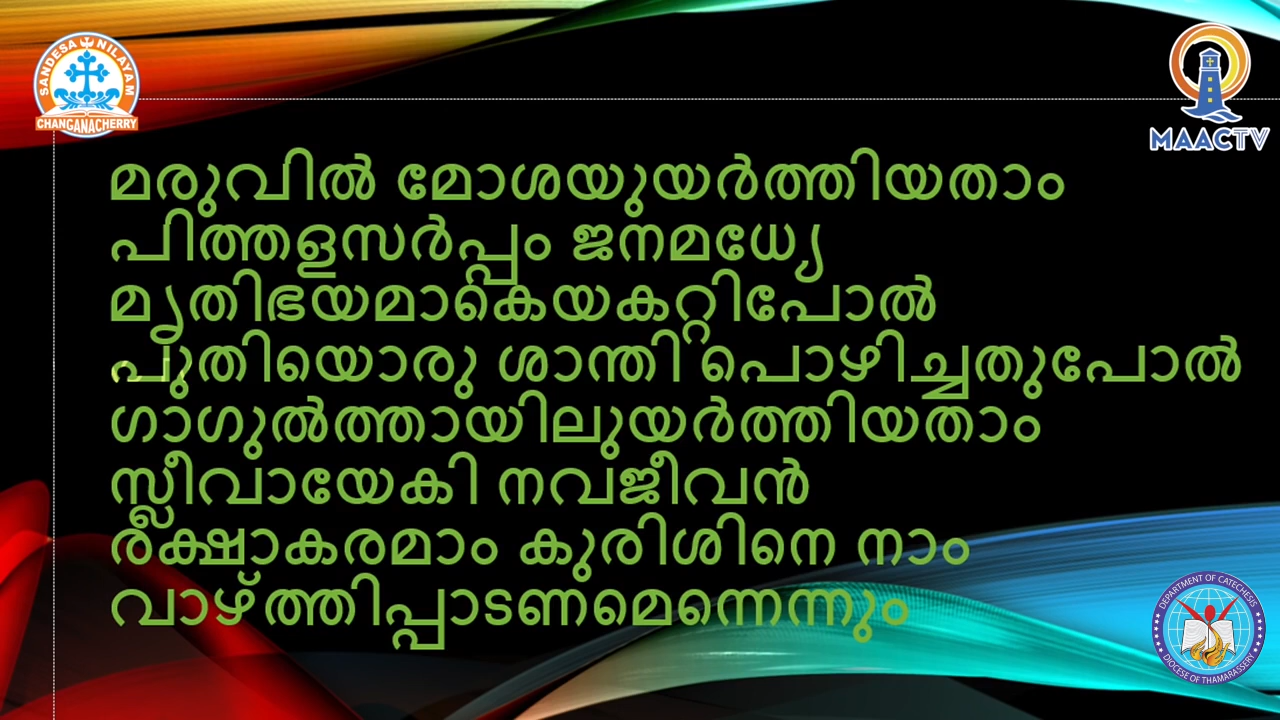 SANDESA NILAYAM
CHANGANACHERRY
MAACTV
മരുവിൽ മോശയുയർത്തിയതാം
പിത്തളസർപ്പം ജനമധ്യേ
മൃതിഭയമാകെയകറ്റിപോൽ
പുതിയൊരു ശാന്തി പൊഴിച്ചതുപോൽ
ഗാഗുൽത്തായിലുയർത്തിയതാം
സ്ലീവായേകി നവജീവൻ
രക്ഷാകരമാം കുരിശിനെ നാം
വാഴ്ത്തിപ്പാടണമെന്നെന്നും
DEPARTMENT OF CATECHESIS
DIOCESE OF THAMARASSERY